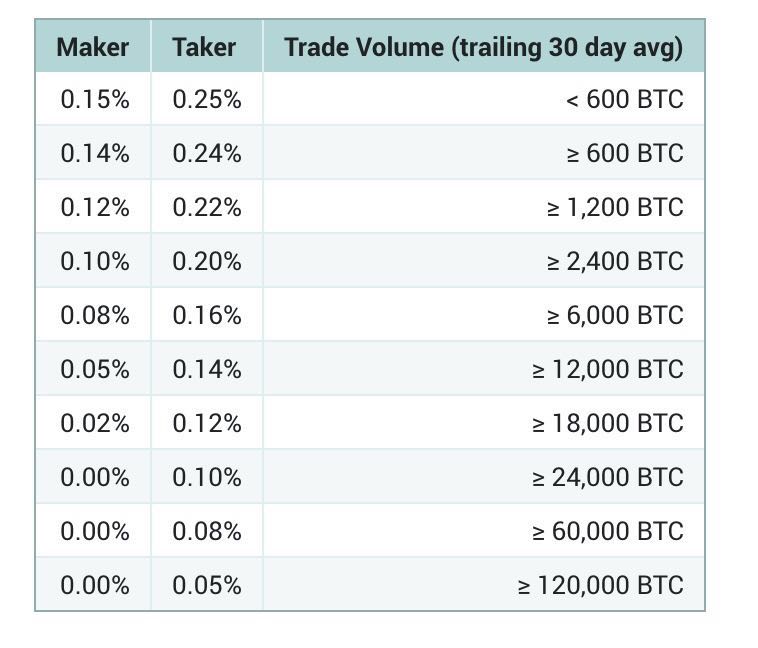 Maker Taker Trade Volume (trailing 30 day avg)
0.15% 0.25% < 600 BTC
0.14% 0.24% ≥ 600 BTC
0.12% 0.22% ≥ 1,200 BTC
0.10% 0.20% ≥ 2,400 BTC
0.08% 0.16% ≥ 6,000 BTC
0.05% 0.14% ≥ 12,000 BTC
0.02% 0.12% ≥ 18,000 BTC
0.00% 0.10% ≥ 24,000 BTC
0.00% 0.08% ≥ 60,000 BTC
0.00% 0.05% ≥ 120,000 BTC